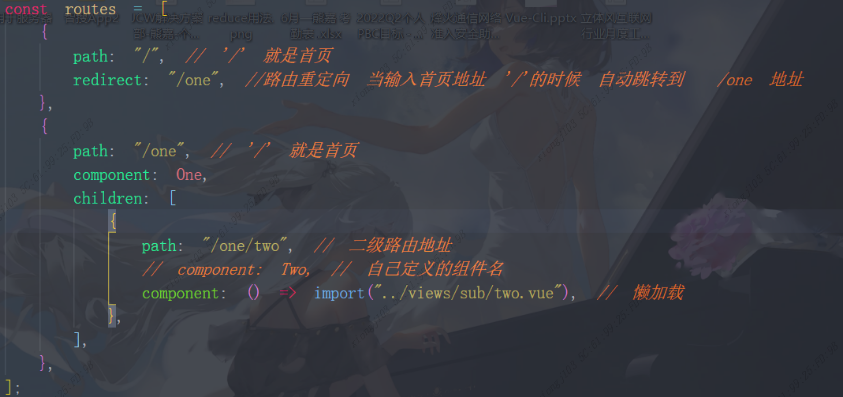 const routes = [
{
path: "/", // '/' 就是首页
redirect: "/one", //路由重定向 当输入首页地址 '/'的时候 自动跳转到 /one 地址
},
{
path: "/one", // '/' 就是首页
component: One,
children: [
{
path: "/one/two", // 二级路由地址
// component: Two, // 自己定义的组件名
component: () => import("../views/sub/two.vue"), // 懒加载
},
],
},
];